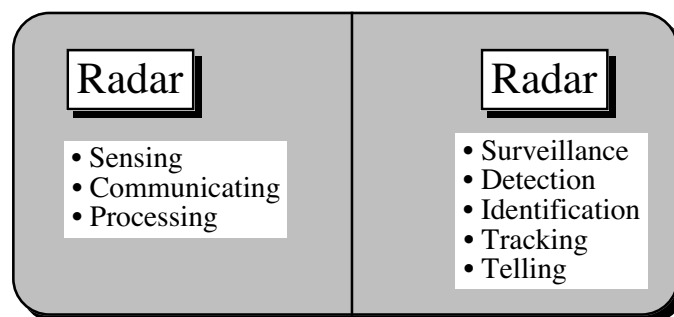 Radar
• Sensing
• Communicating
• Processing
Radar
• Surveillance
• Detection
• Identification
• Tracking
• Telling